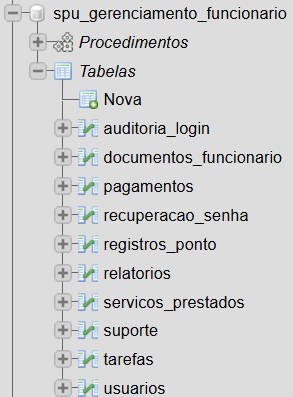 spu_gerenciamento_funcionario
Procedimentos
Tabelas
Nova
auditoria_login
documentos_funcionario
pagamentos
recuperacao_senha
registros_ponto
relatorios
servicos_prestados
suporte
tarefas
usuarios